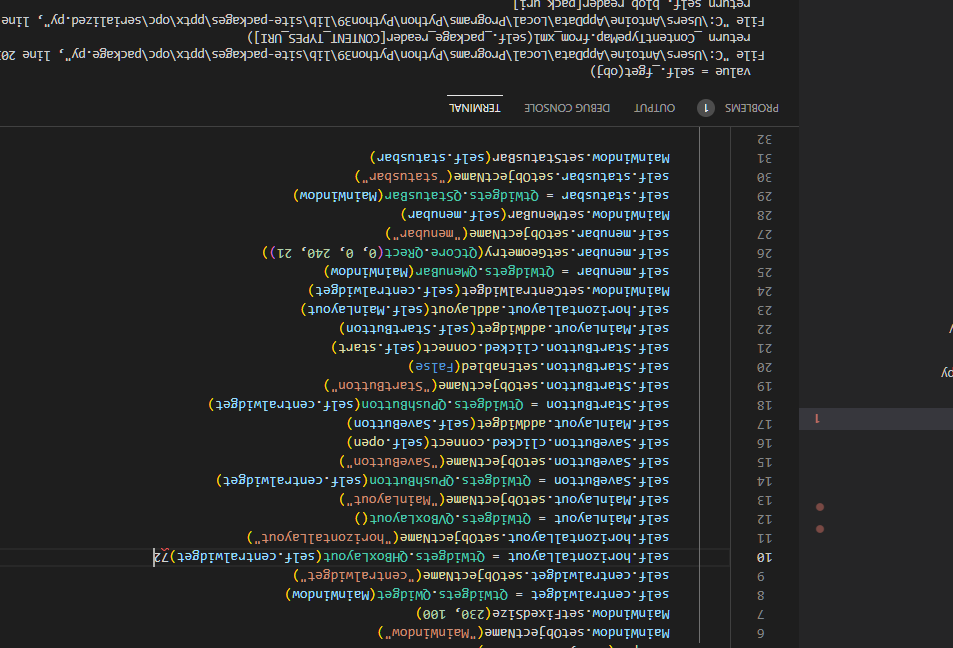 6 MainWindow.setObjectName("MainWindow")
7 MainWindow.setFixedSize(230, 100)
8 self.centralwidget = QtWidgets.QWidget(MainWindow)
9 self.centralwidget.setObjectName("centralwidget")
10 self.horizontalLayout = QtWidgets.QHBoxLayout(self.centralwidget)72
11 self.horizontalLayout.setObjectName("horizontalLayout")
12 self.MainLayout = QtWidgets.QVBoxLayout()
13 self.MainLayout.setObjectName("MainLayout")
14 self.SaveButton = QtWidgets.QPushButton(self.centralwidget)
15 self.SaveButton.setObjectName("SaveButton")
16 self.SaveButton.clicked.connect(self.open)
1
17 self.MainLayout.addWidget(self.SaveButton)
18 self.StartButton = QtWidgets.QPushButton(self.centralwidget)
py
19 self.StartButton.setObjectName("StartButton")
20 self.StartButton.setEnabled(False)
21 self.StartButton.clicked.connect(self.start)
22 self.MainLayout.addWidget(self.StartButton)
23 self.horizontalLayout.addLayout(self.MainLayout)
24 MainWindow.setCentralWidget(self.centralwidget)
25 self.menubar = QtWidgets.QMenuBar(MainWindow)
26 self.menubar.setGeometry(QtCore.QRect(0, 0, 240, 21))
27 self.menubar.setObjectName("menubar")
28 MainWindow.setMenuBar(self.menubar)
29 self.statusbar = QtWidgets.QStatusBar(MainWindow)
30 self.statusbar.setObjectName("statusbar")
31 MainWindow.setStatusBar(self.statusbar)
32
PROBLEMS 1 OUTPUT DEBUG CONSOLE TERMINAL
value = self._fget(obj)
File "C:\Users\Antoine\AppData\Local\Programs\Python\Python39\lib\site-packages\pptx\opc\package.py", line 20
return _ContentTypeMap.from_xml(self._package_reader[CONTENT_TYPES_URI])
File "C:\Users\Antoine\AppData\Local\Programs\Python\Python39\lib\site-packages\pptx\opc\serialized.py", line
return self._blob_reader[pack_uri]